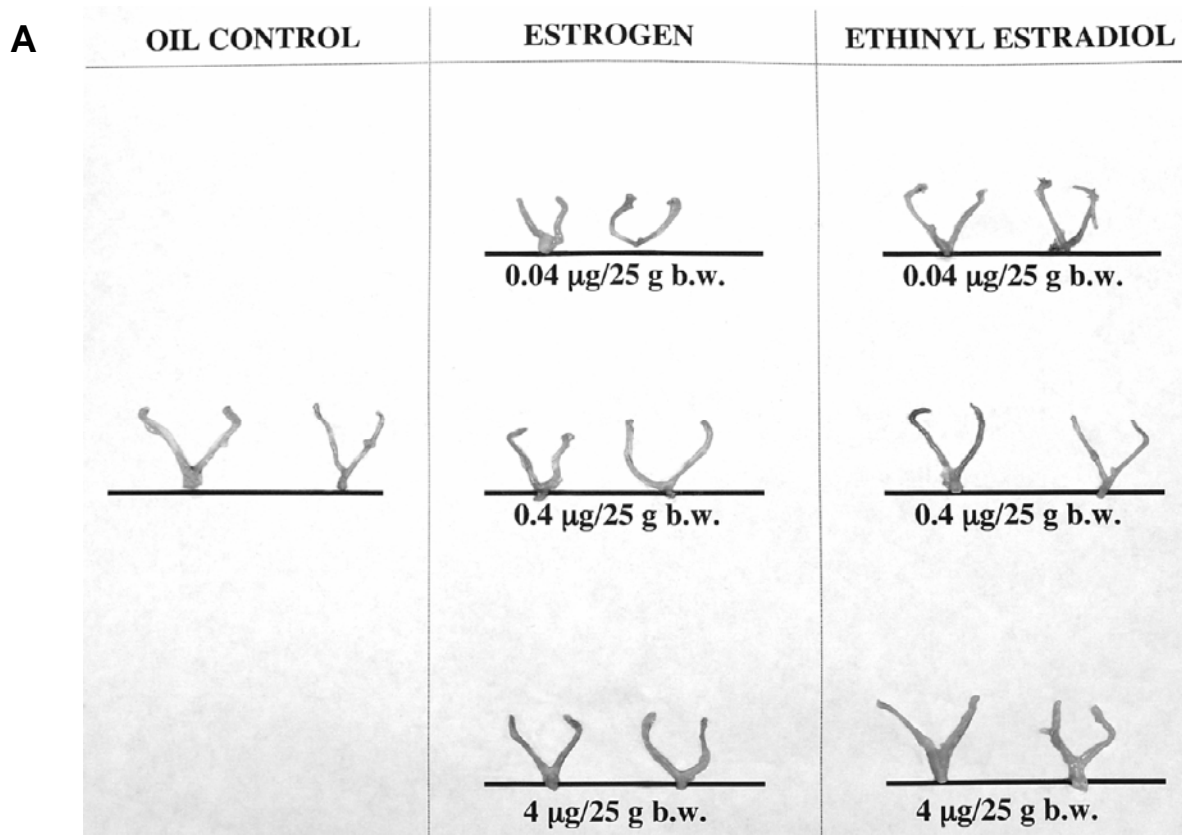 A
OIL CONTROL
ESTROGEN
ETHINYL ESTRADIOL
0.04 μg/25 g b.w.
0.04 μg/25 g b.w.
0.4 μg/25 g b.w.
0.4 μg/25 g b.w.
4 μg/25 g b.w.
4 μg/25 g b.w.